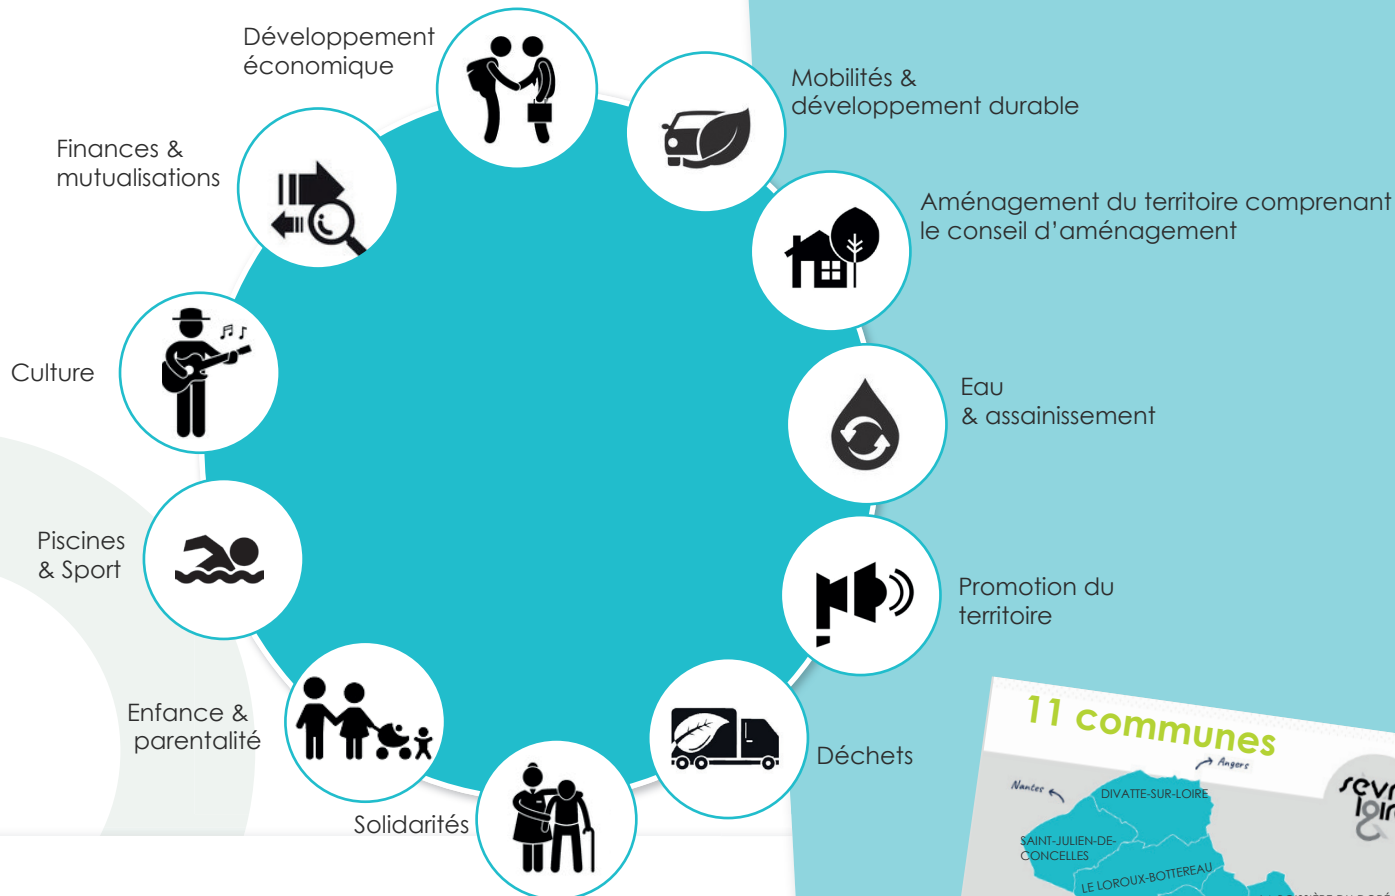 Développement
économique
Mobilités &
développement durable
Finances &
mutualisations
Aménagement du territoire comprenant
le conseil d'aménagement
Culture
Eau
& assainissement
Piscines
& Sport
Promotion du
territoire
Enfance &
parentalité
Déchets
Solidarités
11 communes
Angers
Nantes
DIVATTE-SUR-LOIRE
SAINT-JULIEN-DE-
CONCELLES
LE LOROUX-BOTTEREAU